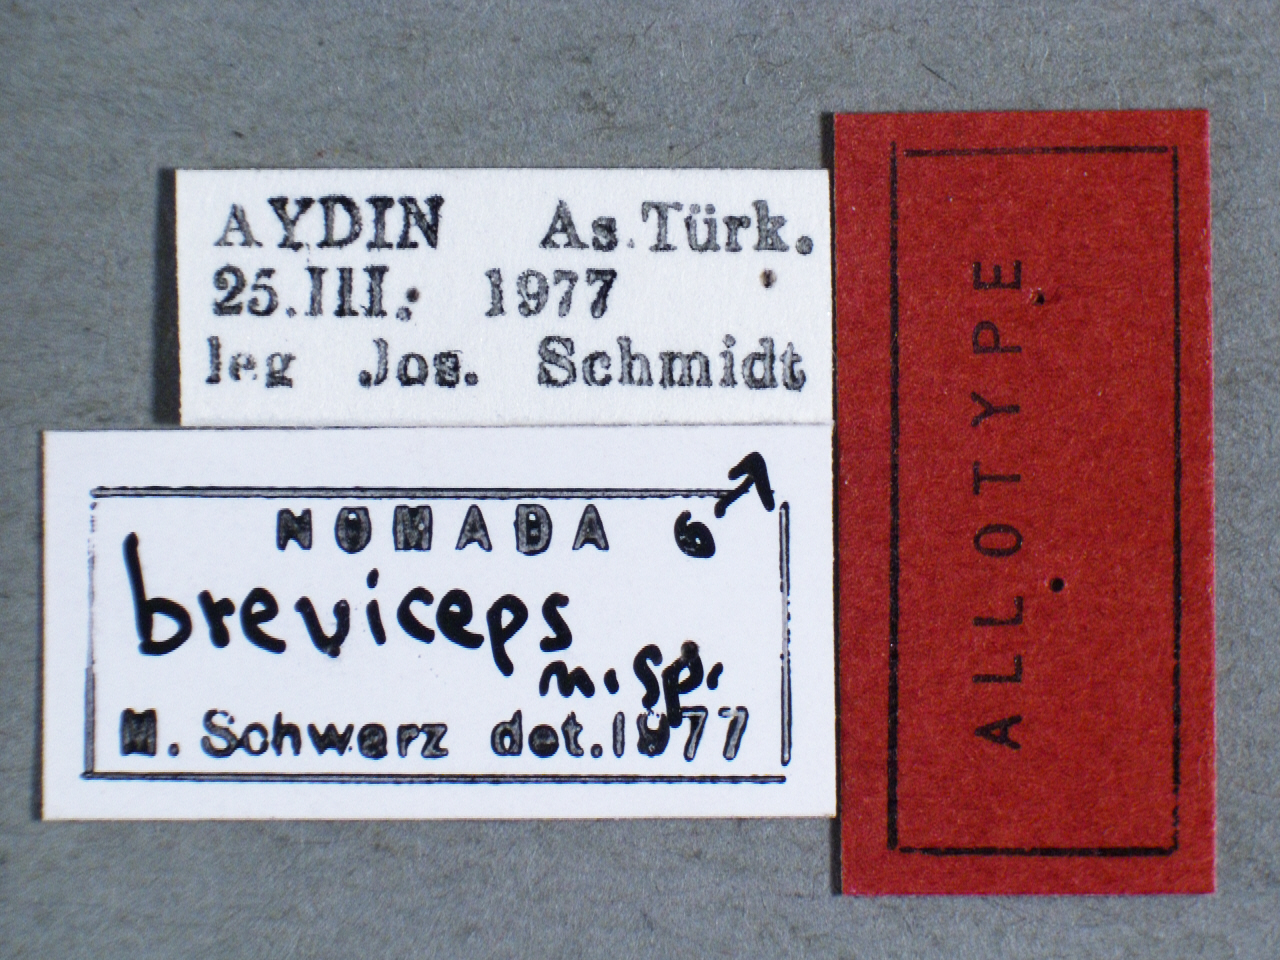 AYDIN As.Türk.
25.III. 1977
leg Jos. Schmidt
NOMADA ♂
breviceps
n.sp.
M. Schwarz det.1977
ALLOTYPE